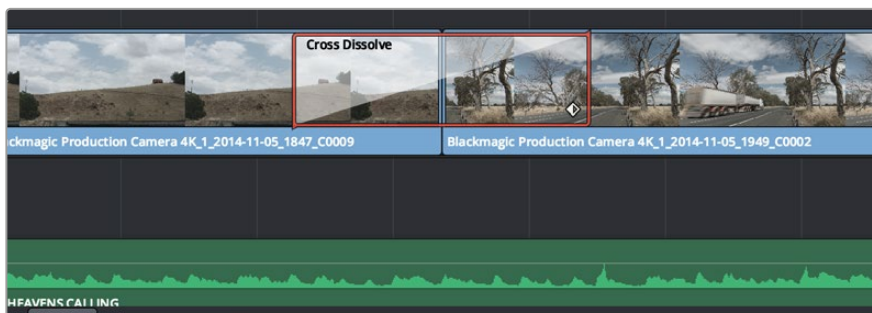 Cross Dissolve
ckmagic Production Camera 4K_1_2014-11-05_1847_C0009
Blackmagic Production Camera 4K_1_2014-11-05_1949_C0002
HEAVENS CALLING